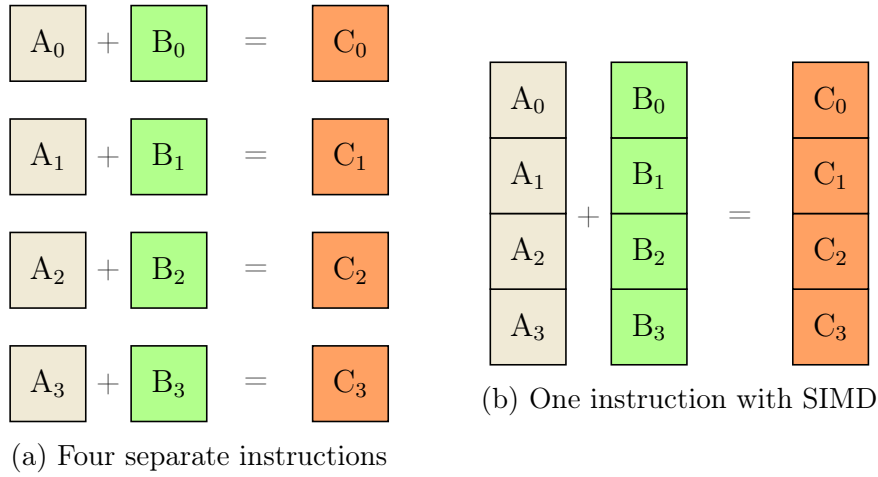 A₀ + B₀ = C₀
A₁ + B₁ = C₁
A₂ + B₂ = C₂
A₃ + B₃ = C₃
(a) Four separate instructions
A₀ B₀ C₀
A₁ B₁ C₁
+ =
A₂ B₂ C₂
A₃ B₃ C₃
(b) One instruction with SIMD